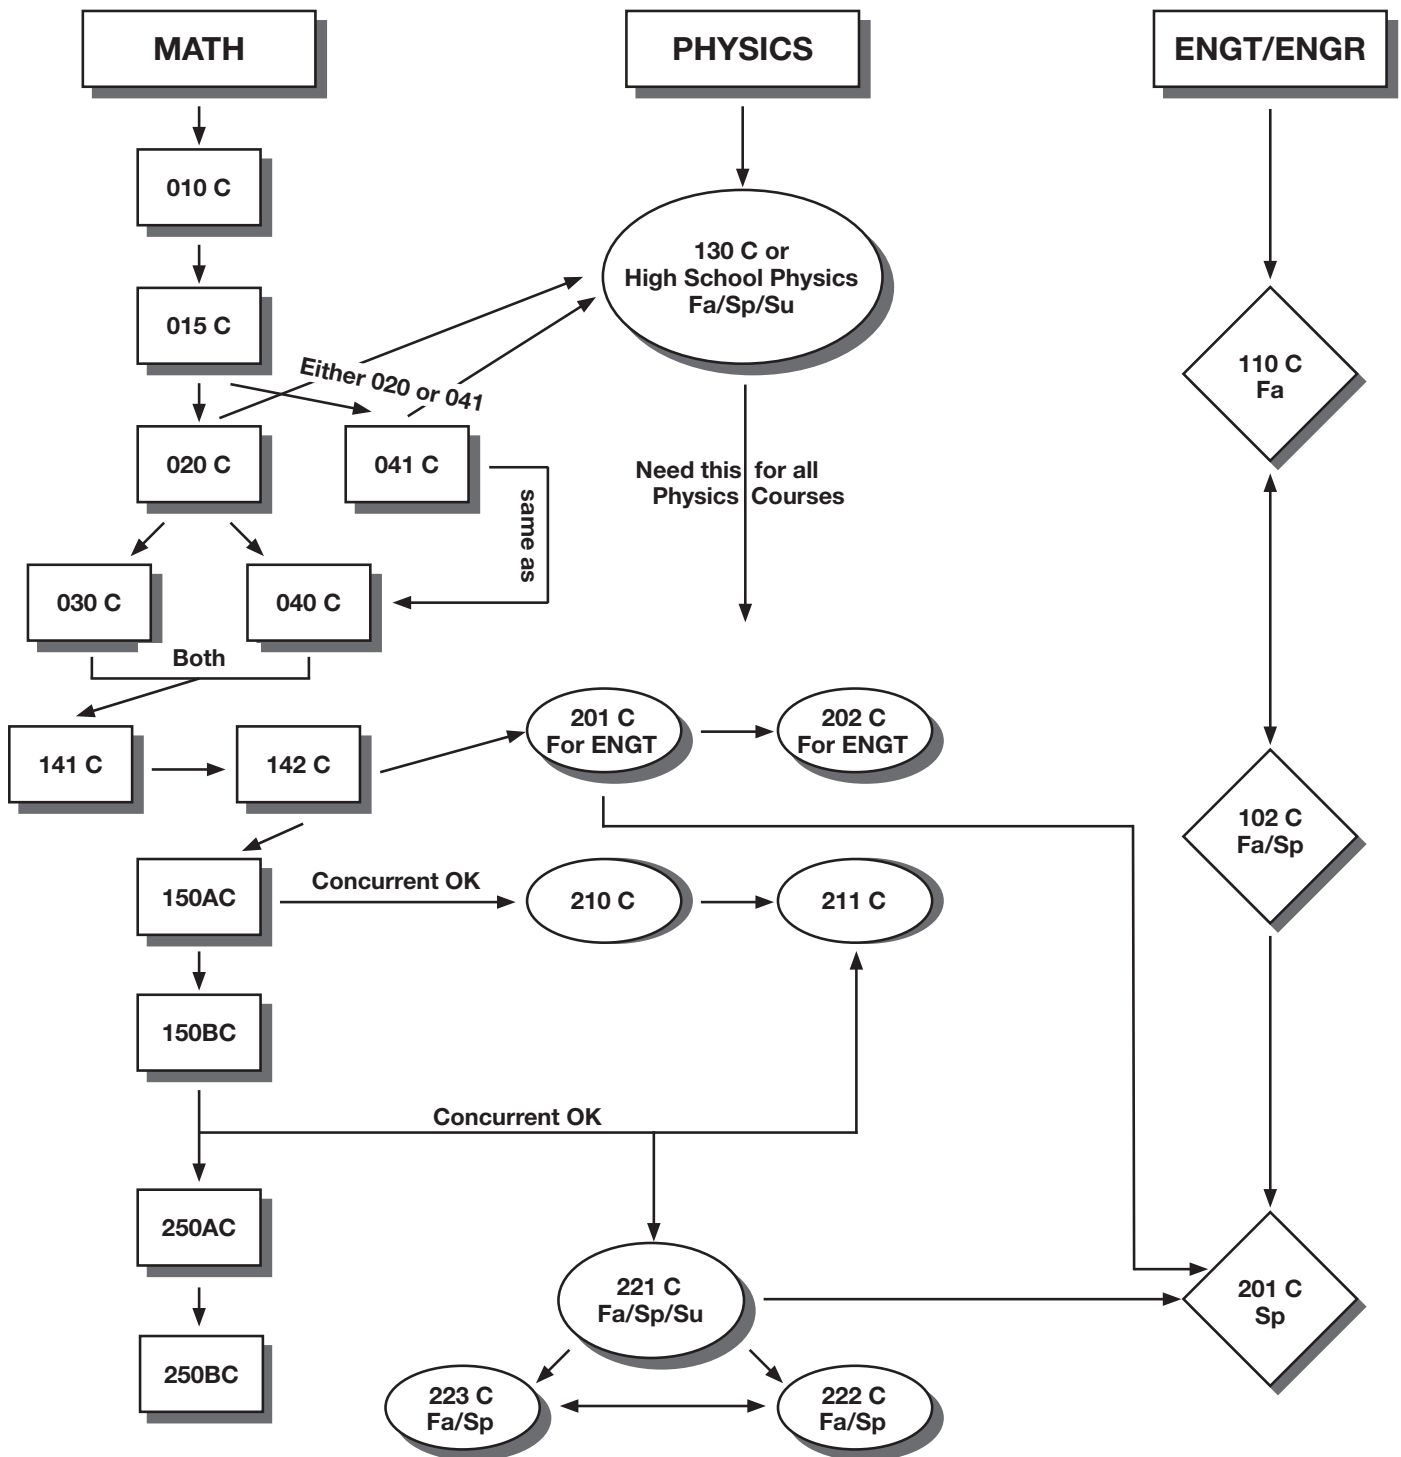 MATH
PHYSICS
ENGT/ENGR
010 C
130 C or
High School Physics
Fa/Sp/Su
015 C
Either 020 or 041
110 C
Fa
020 C
041 C
Need this for all
Physics Courses
same as
030 C
040 C
Both
201 C
For ENGT
202 C
For ENGT
141 C
142 C
102 C
Fa/Sp
150AC
Concurrent OK
210 C
211 C
150BC
Concurrent OK
250AC
221 C
Fa/Sp/Su
201 C
Sp
250BC
223 C
Fa/Sp
222 C
Fa/Sp